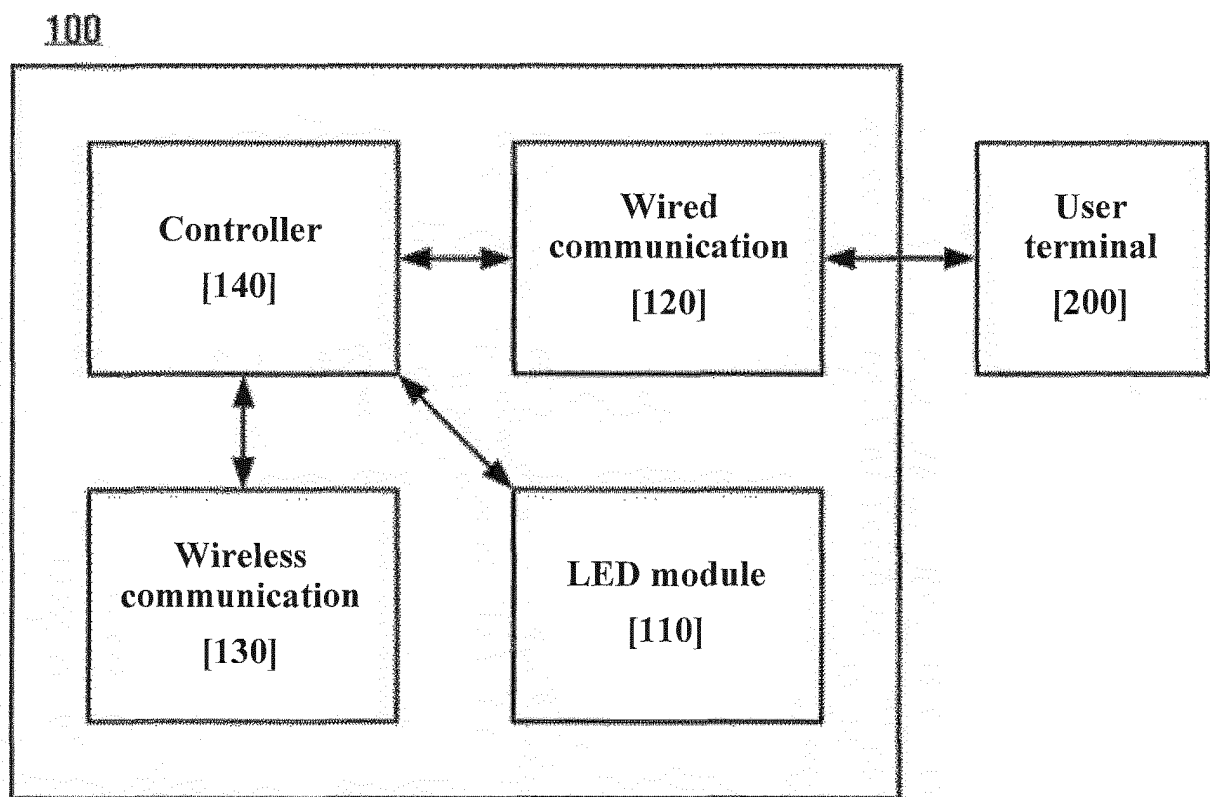 100
Controller
[140]
Wired
communication
[120]
User
terminal
[200]
Wireless
communication
[130]
LED module
[110]